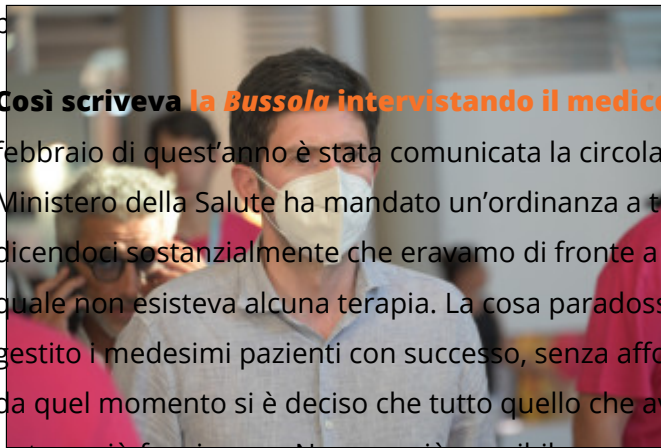 Così scriveva la Bussola intervistando il medico
febbraio di quest'anno è stata comunicata la circola
Ministero della Salute ha mandato un'ordinanza a t
dicendoci sostanzialmente che eravamo di fronte a
quale non esisteva alcuna terapia. La cosa paradoss
gestito i medesimi pazienti con successo, senza affo
da quel momento si è deciso che tutto quello che av